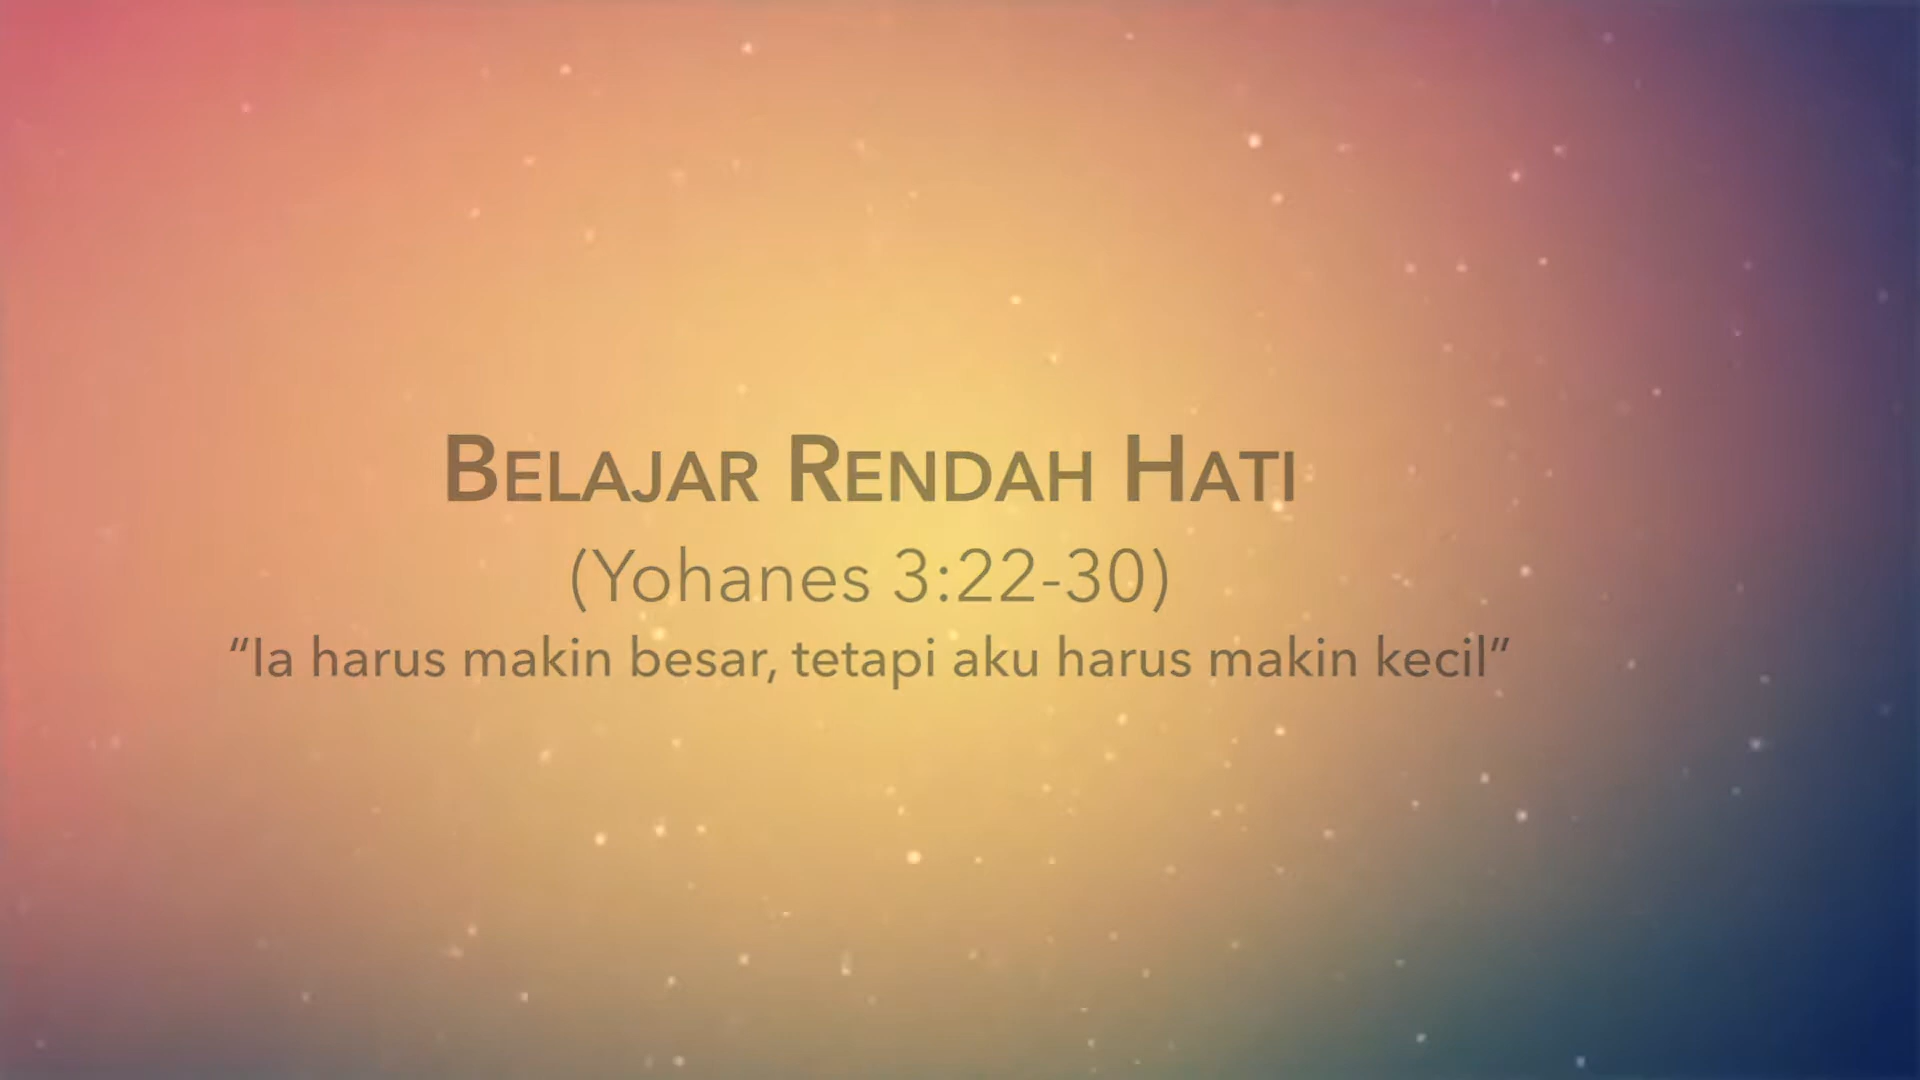 BELAJAR RENDAH HATI
(Yohanes 3:22-30)
“Ia harus makin besar, tetapi aku harus makin kecil”